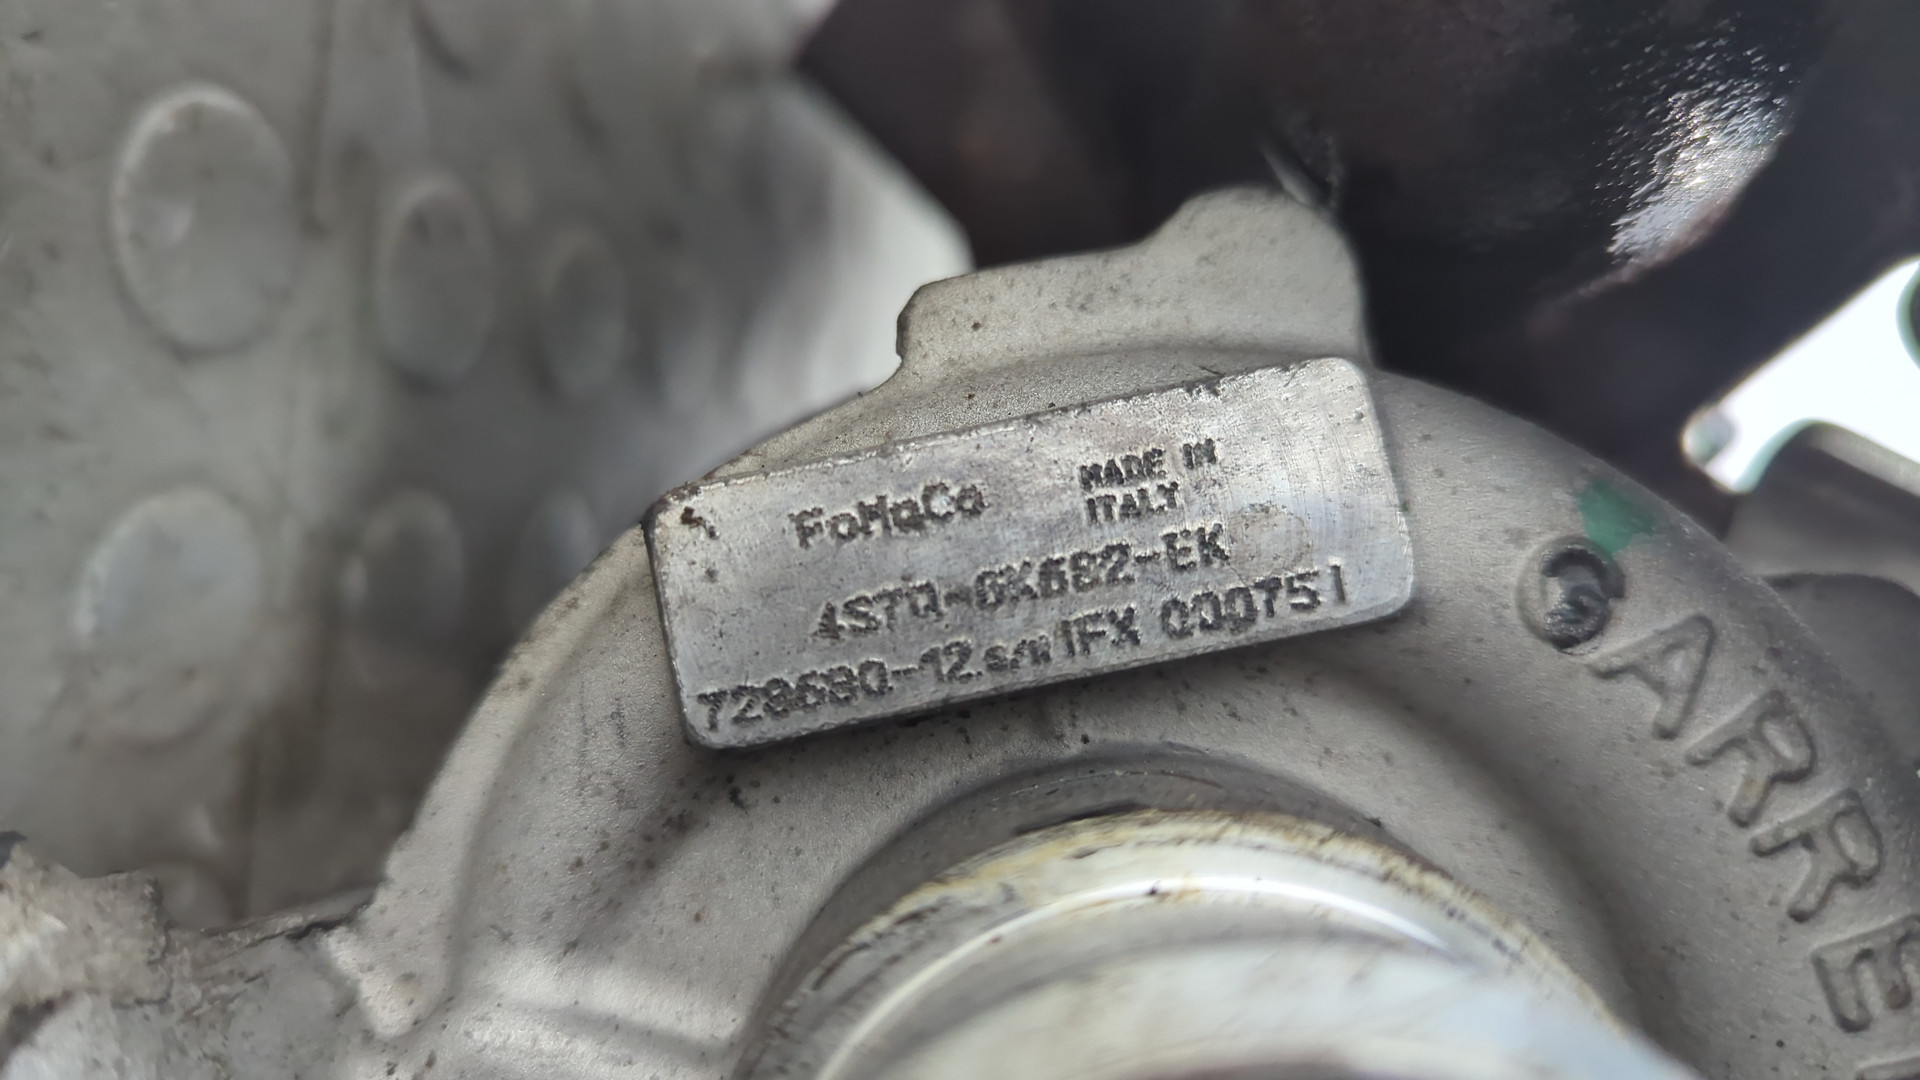 FoMoCo
MADE IN
ITALY
4S7Q-6K682-EK
728680-12.s/n IFX 000751
GARRE